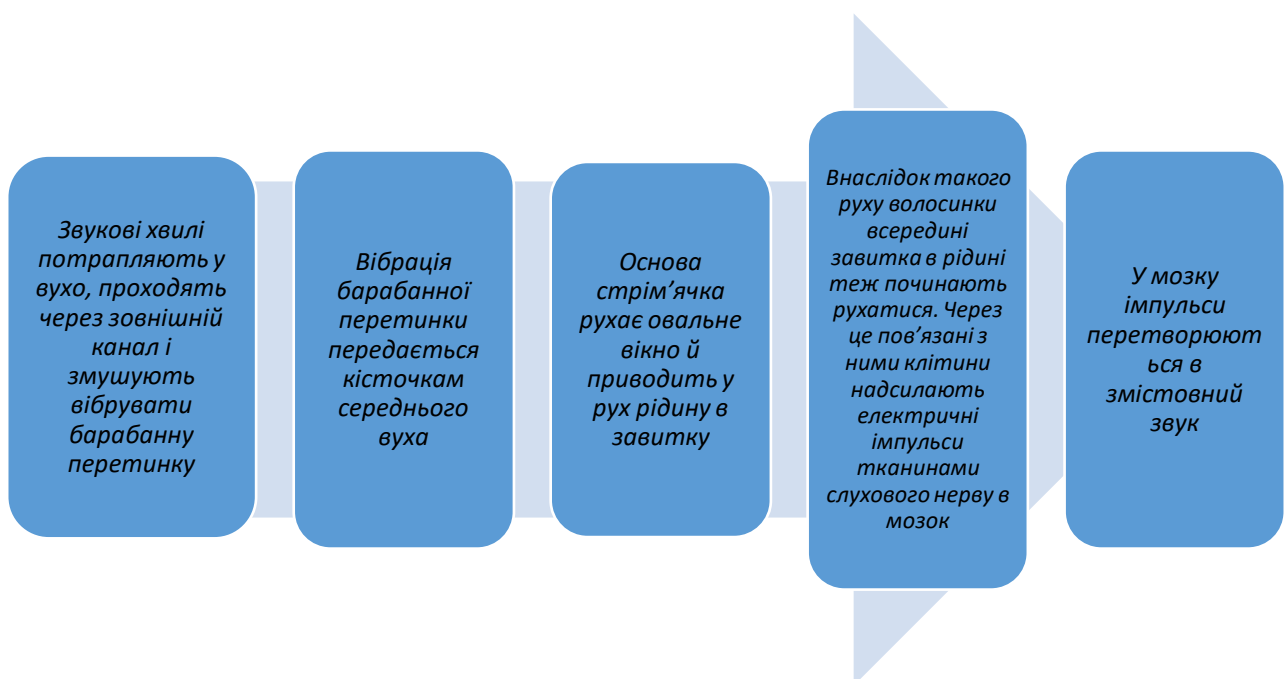 Звукові хвилі
потрапляють у
вухо, проходять
через зовнішній
канал і
змушують
вібрувати
барабанну
перетинку
Вібрація
барабанної
перетинки
передається
кісточкам
середнього
вуха
Основа
стрім’ячка
рухає овальне
вікно й
приводить у
рух рідину в
завитку
Внаслідок такого
руху волосинки
всередині
завитка в рідині
теж починають
рухатися. Через
це пов’язані з
ними клітини
надсилають
електричні
імпульси
тканинами
слухового нерву в
мозок
У мозку
імпульси
перетворюют
ься в
змістовний
звук